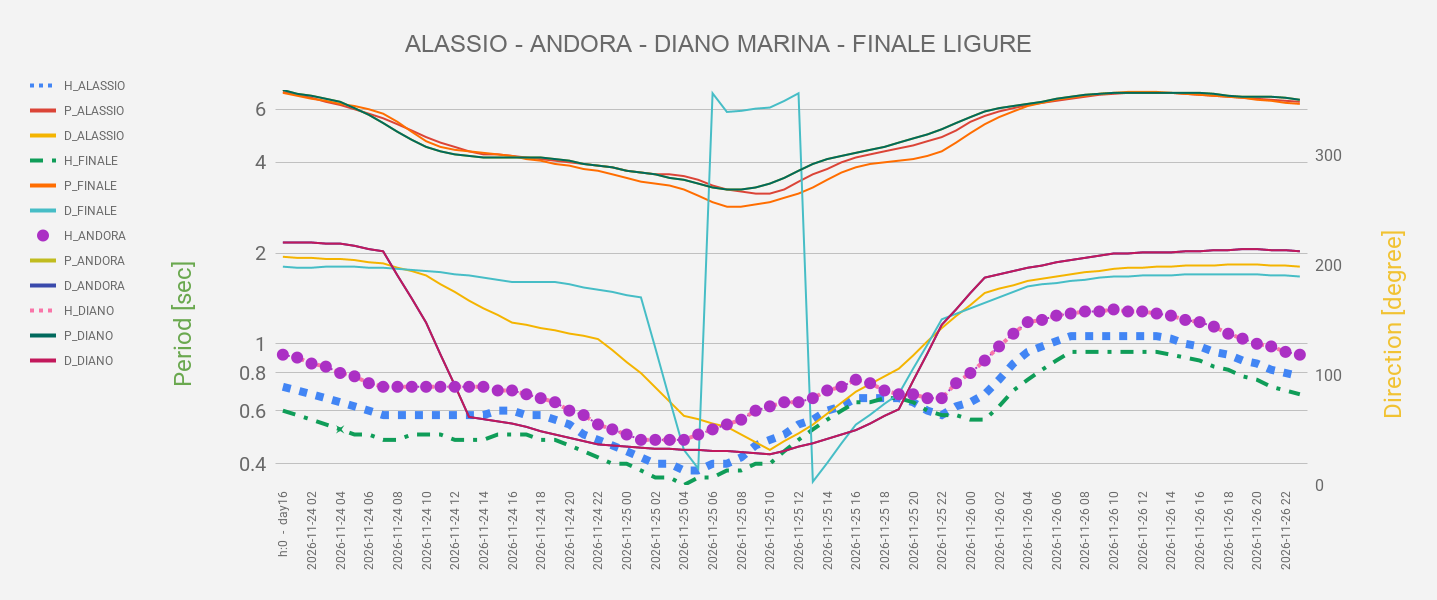 ALASSIO - ANDORA - DIANO MARINA - FINALE LIGURE
H_ALASSIO
P_ALASSIO
D_ALASSIO
H_FINALE
P_FINALE
D_FINALE
H_ANDORA
P_ANDORA
D_ANDORA
H_DIANO
P_DIANO
D_DIANO
Period [sec]
6
4
2
1
0.8
0.6
0.4
300
200
100
0
Direction [degree]
h:0 - day16
2026-11-24 02
2026-11-24 04
2026-11-24 06
2026-11-24 08
2026-11-24 10
2026-11-24 12
2026-11-24 14
2026-11-24 16
2026-11-24 18
2026-11-24 20
2026-11-24 22
2026-11-25 00
2026-11-25 02
2026-11-25 04
2026-11-25 06
2026-11-25 08
2026-11-25 10
2026-11-25 12
2026-11-25 14
2026-11-25 16
2026-11-25 18
2026-11-25 20
2026-11-25 22
2026-11-26 00
2026-11-26 02
2026-11-26 04
2026-11-26 06
2026-11-26 08
2026-11-26 10
2026-11-26 12
2026-11-26 14
2026-11-26 16
2026-11-26 18
2026-11-26 20
2026-11-26 22